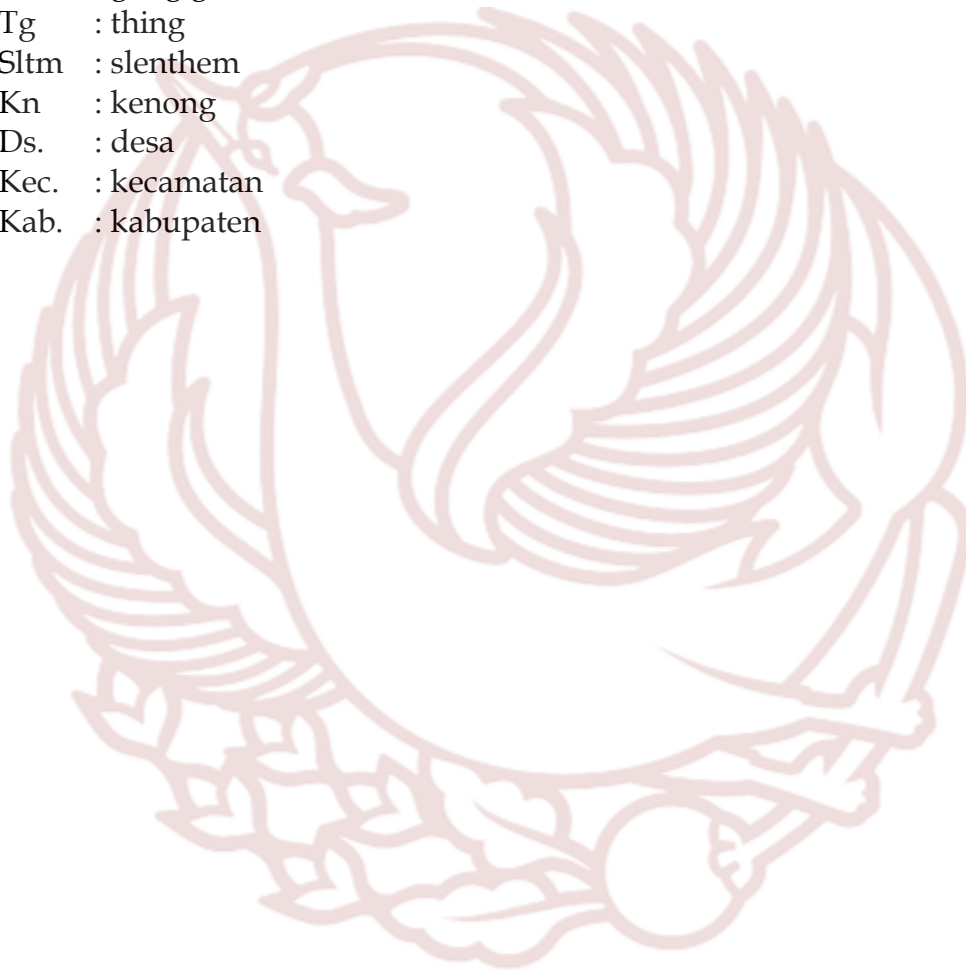 Tg : thing
Sltm : slenthem
Kn : kenong
Ds. : desa
Kec. : kecamatan
Kab. : kabupaten